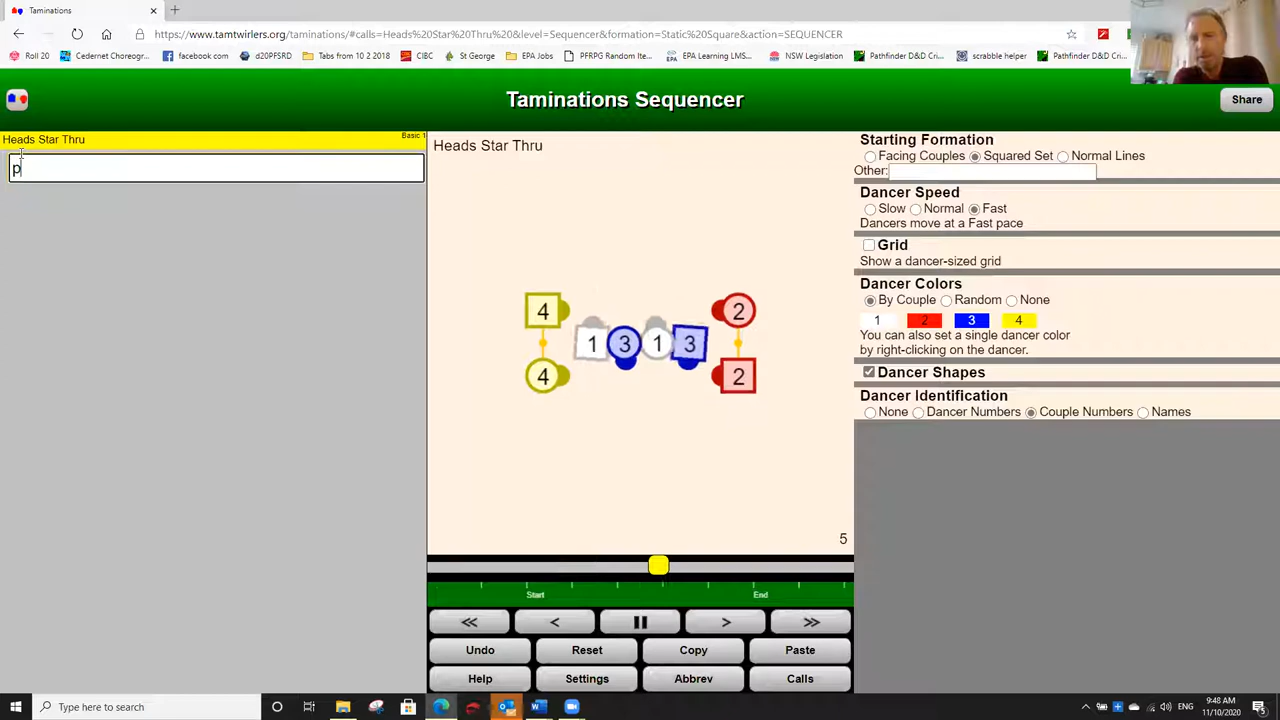 Taminations
https://www.tamtwirlers.org/taminations/#calls=Heads%20Star%20Thru&level=Sequencer&formation=Static%20Square&action=SEQUENCER
Roll 20
Cedernet Choreogr...
facebook com
d20PFSRD
Tabs from 10 2 2018
CIBC
St George
EPA Jobs
PFRPG Random Ite...
EPA Learning LMS...
NSW Legislation
Pathfinder D&D Cri...
scrabble helper
Pathfinder D&D Cri...
Taminations Sequencer
Share
Heads Star Thru
Basic 1
p
Heads Star Thru
4
2
1
3
1
3
4
2
5
Start
End
<<
<
>
>>
Undo
Reset
Copy
Paste
Help
Settings
Abbrev
Calls
Starting Formation
Facing Couples
Squared Set
Normal Lines
Other:
Dancer Speed
Slow
Normal
Fast
Dancers move at a Fast pace
Grid
Show a dancer-sized grid
Dancer Colors
By Couple
Random
None
1
2
3
4
You can also set a single dancer color
by right-clicking on the dancer.
Dancer Shapes
Dancer Identification
None
Dancer Numbers
Couple Numbers
Names
Type here to search
9:48 AM
11/10/2020